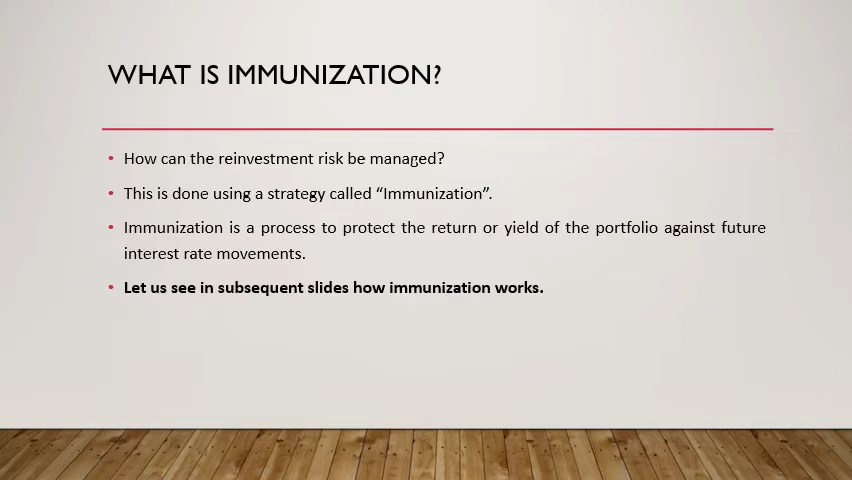 WHAT IS IMMUNIZATION?
• How can the reinvestment risk be managed?
• This is done using a strategy called “Immunization”.
• Immunization is a process to protect the return or yield of the portfolio against future
interest rate movements.
• Let us see in subsequent slides how immunization works.